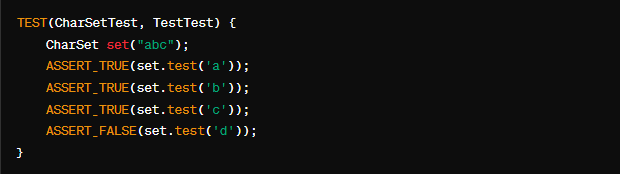 TEST(CharSetTest, TestTest) {
    CharSet set("abc");
    ASSERT_TRUE(set.test('a'));
    ASSERT_TRUE(set.test('b'));
    ASSERT_TRUE(set.test('c'));
    ASSERT_FALSE(set.test('d'));
}